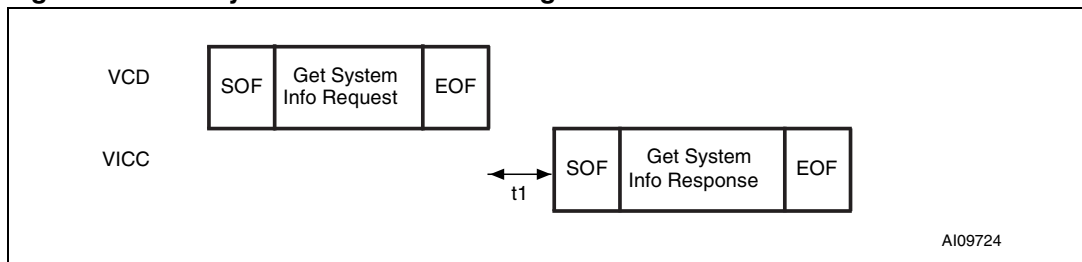 VCD
SOF
Get System
Info Request
EOF
VICC
t1
SOF
Get System
Info Response
EOF
AI09724